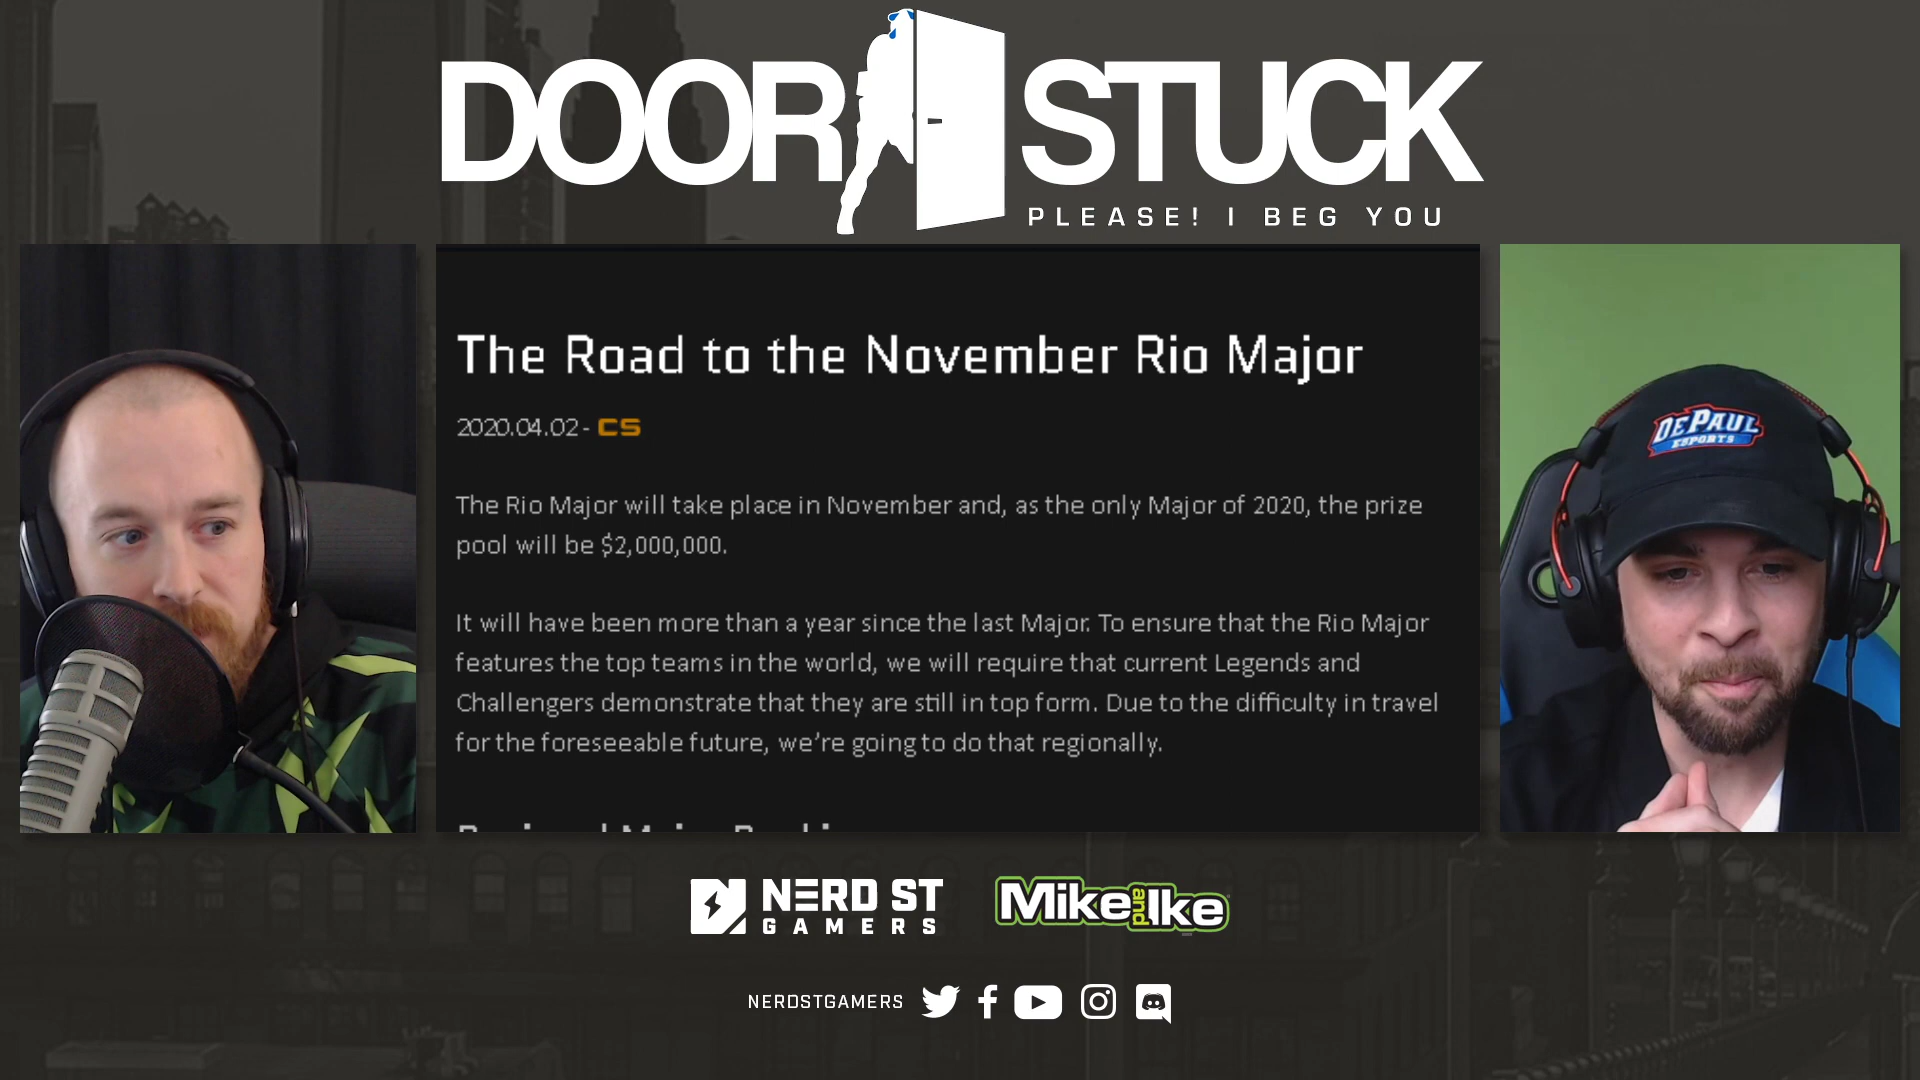 DOOR STUCK
PLEASE! I BEG YOU
The Road to the November Rio Major
2020.04.02 - CS
The Rio Major will take place in November and, as the only Major of 2020, the prize
pool will be $2,000,000.
It will have been more than a year since the last Major. To ensure that the Rio Major
features the top teams in the world, we will require that current Legends and
Challengers demonstrate that they are still in top form. Due to the difficulty in travel
for the foreseeable future, we’re going to do that regionally.
DEPAUL
ESPORTS
NERD ST
GAMERS
Mike and Ike
NERDSTGAMERS